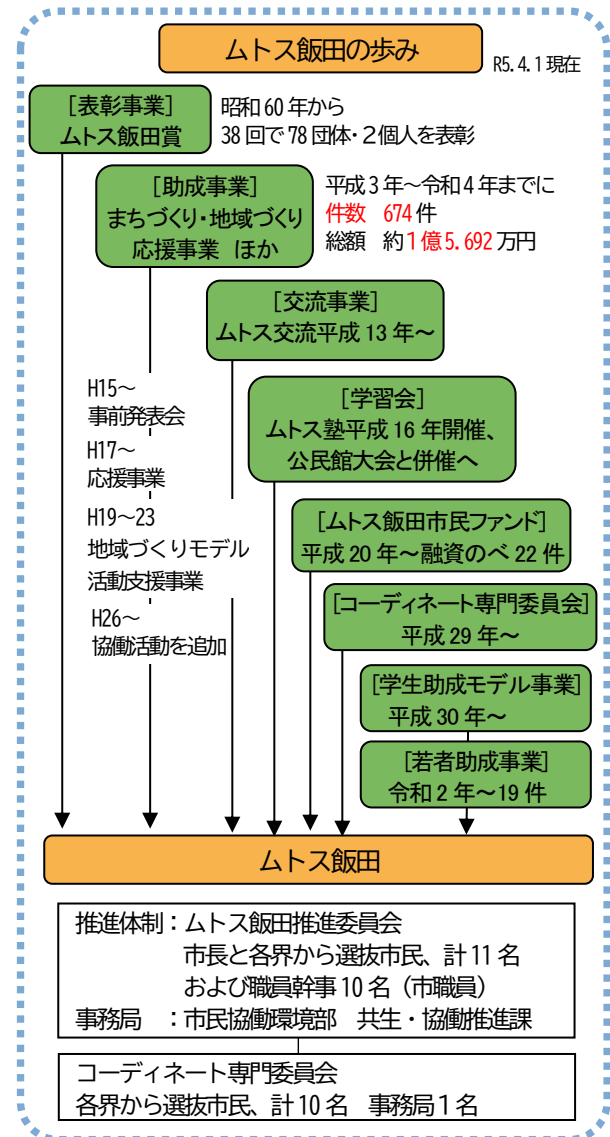 ムトス飯田の歩み
R5.4.1現在
[表彰事業]
ムトス飯田賞
昭和60年から
38回で78団体・2個人を表彰
[助成事業]
まちづくり・地域づくり
応援事業 ほか
平成3年～令和4年までに
件数 674件
総額 約1億5.692万円
[交流事業]
ムトス交流平成13年～
[学習会]
ムトス塾平成16年開催、
公民館大会と併催へ
H15～
事前発表会
H17～
応援事業
H19～23
地域づくりモデル
活動支援事業
H26～
協働活動を追加
[ムトス飯田市民ファンド]
平成20年～融資のべ22件
[コーディネート専門委員会]
平成29年～
[学生助成モデル事業]
平成30年～
[若者助成事業]
令和2年～19件
ムトス飯田
推進体制：ムトス飯田推進委員会
市長と各界から選抜市民、計11名
および職員幹事10名（市職員）
事務局 ：市民協働環境部 共生・協働推進課
コーディネート専門委員会
各界から選抜市民、計10名 事務局1名